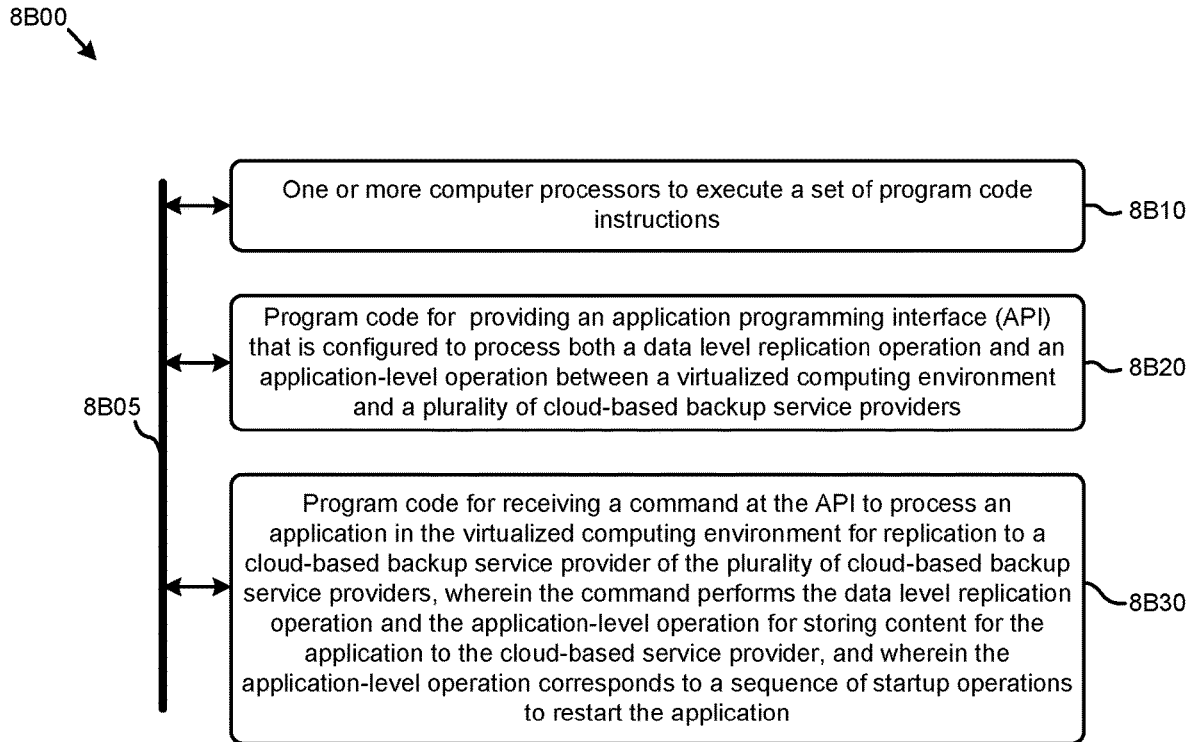 8B00
One or more computer processors to execute a set of program code
instructions
8B10
Program code for providing an application programming interface (API)
that is configured to process both a data level replication operation and an
application-level operation between a virtualized computing environment
and a plurality of cloud-based backup service providers
8B20
8B05
Program code for receiving a command at the API to process an
application in the virtualized computing environment for replication to a
cloud-based backup service provider of the plurality of cloud-based backup
service providers, wherein the command performs the data level replication
operation and the application-level operation for storing content for the
application to the cloud-based service provider, and wherein the
application-level operation corresponds to a sequence of startup operations
to restart the application
8B30